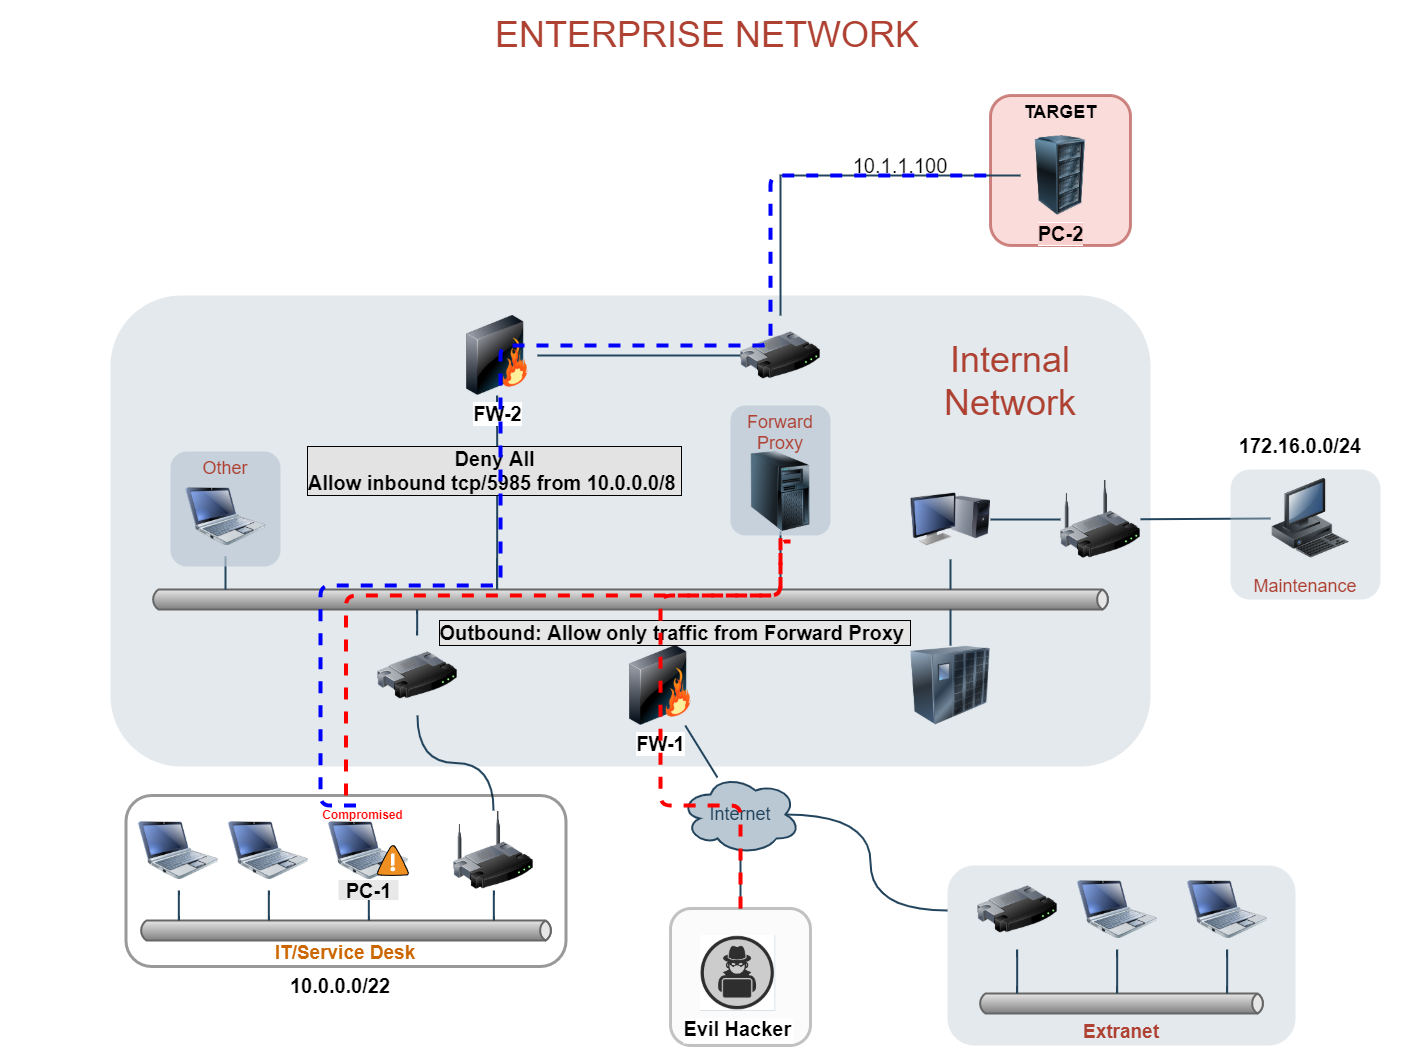 ENTERPRISE NETWORK
TARGET
10.1.1.100
PC-2
Internal
Network
FW-2
Forward
Proxy
Deny All
Allow inbound tcp/5985 from 10.0.0.0/8
Other
172.16.0.0/24
Maintenance
Outbound: Allow only traffic from Forward Proxy
FW-1
Compromised
Internet
PC-1
IT/Service Desk
10.0.0.0/22
Evil Hacker
Extranet